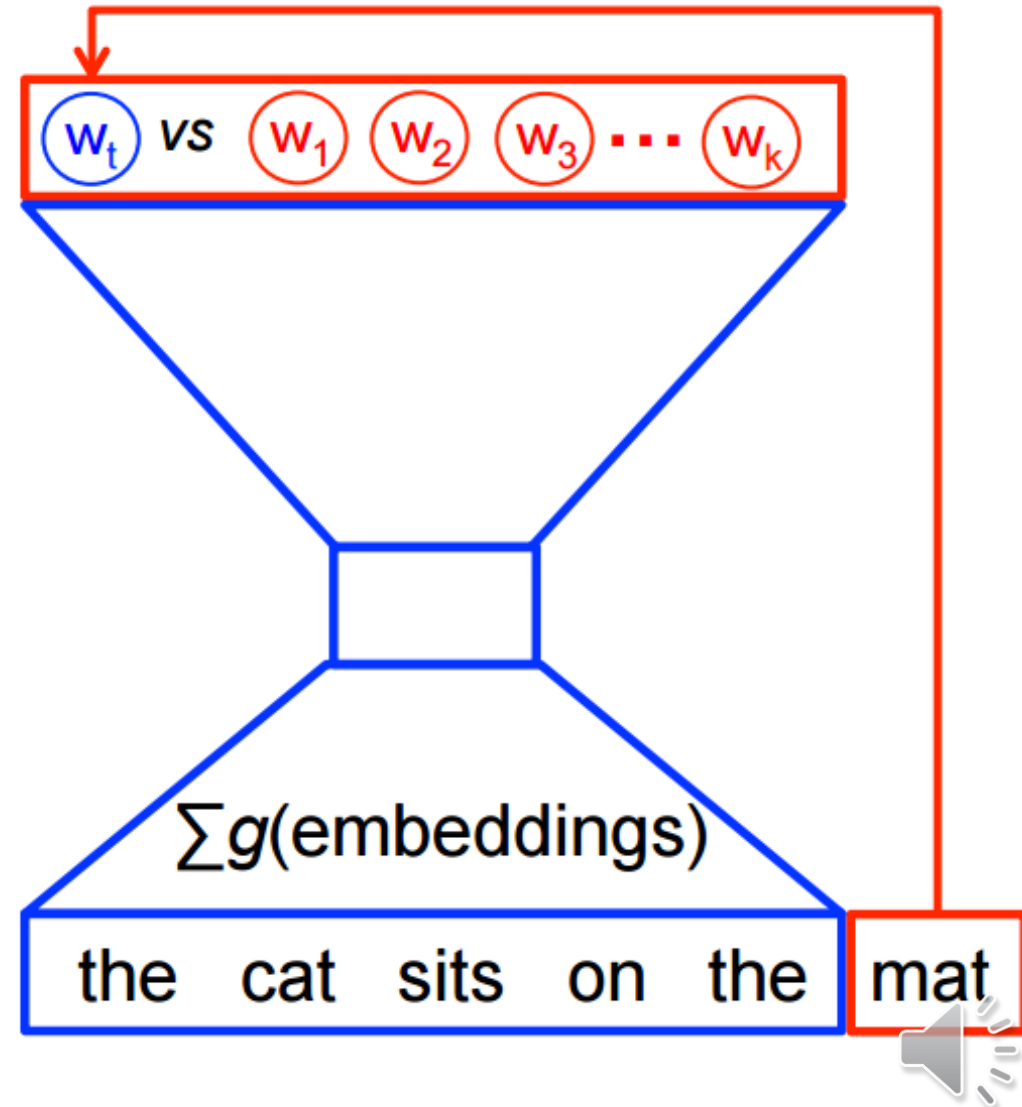 wₜ vs w₁ w₂ w₃ ... wₖ
∑g(embeddings)
the cat sits on the mat